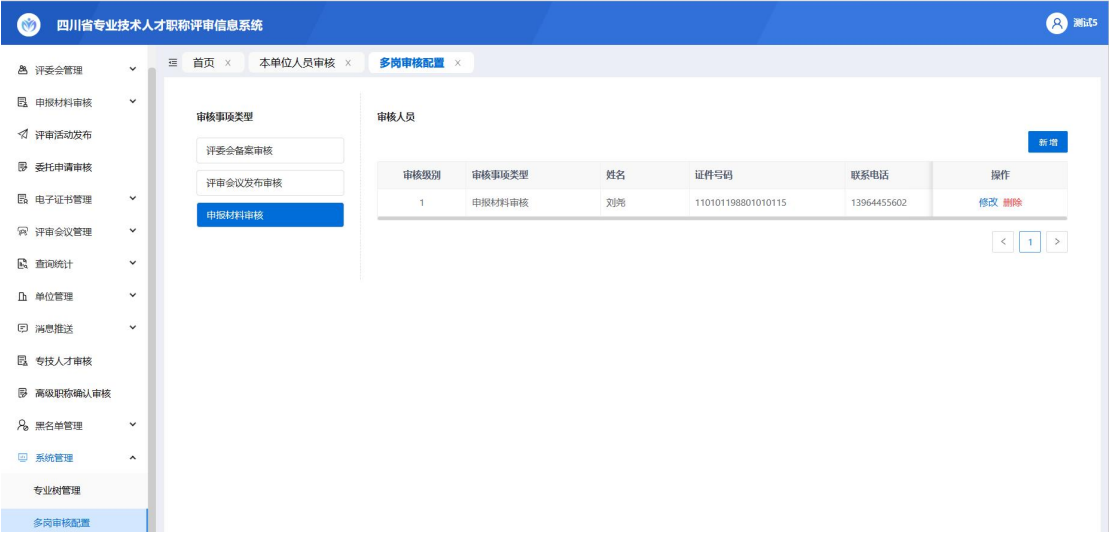 四川省专业技术人才职称评审信息系统
测试5
评委会管理
申报材料审核
评审活动发布
委托申请审核
电子证书管理
评审会议管理
查询统计
单位管理
消息推送
专技人才审核
高级职称确认审核
黑名单管理
系统管理
专业树管理
多岗审核配置
首页 × 本单位人员审核 × 多岗审核配置 ×
审核事项类型
评委会备案审核
评审会议发布审核
申报材料审核
审核人员
新增
审核级别 审核事项类型 姓名 证件号码 联系电话 操作
1 申报材料审核 刘尧 110101198801010115 13964455602 修改 删除
< 1 >